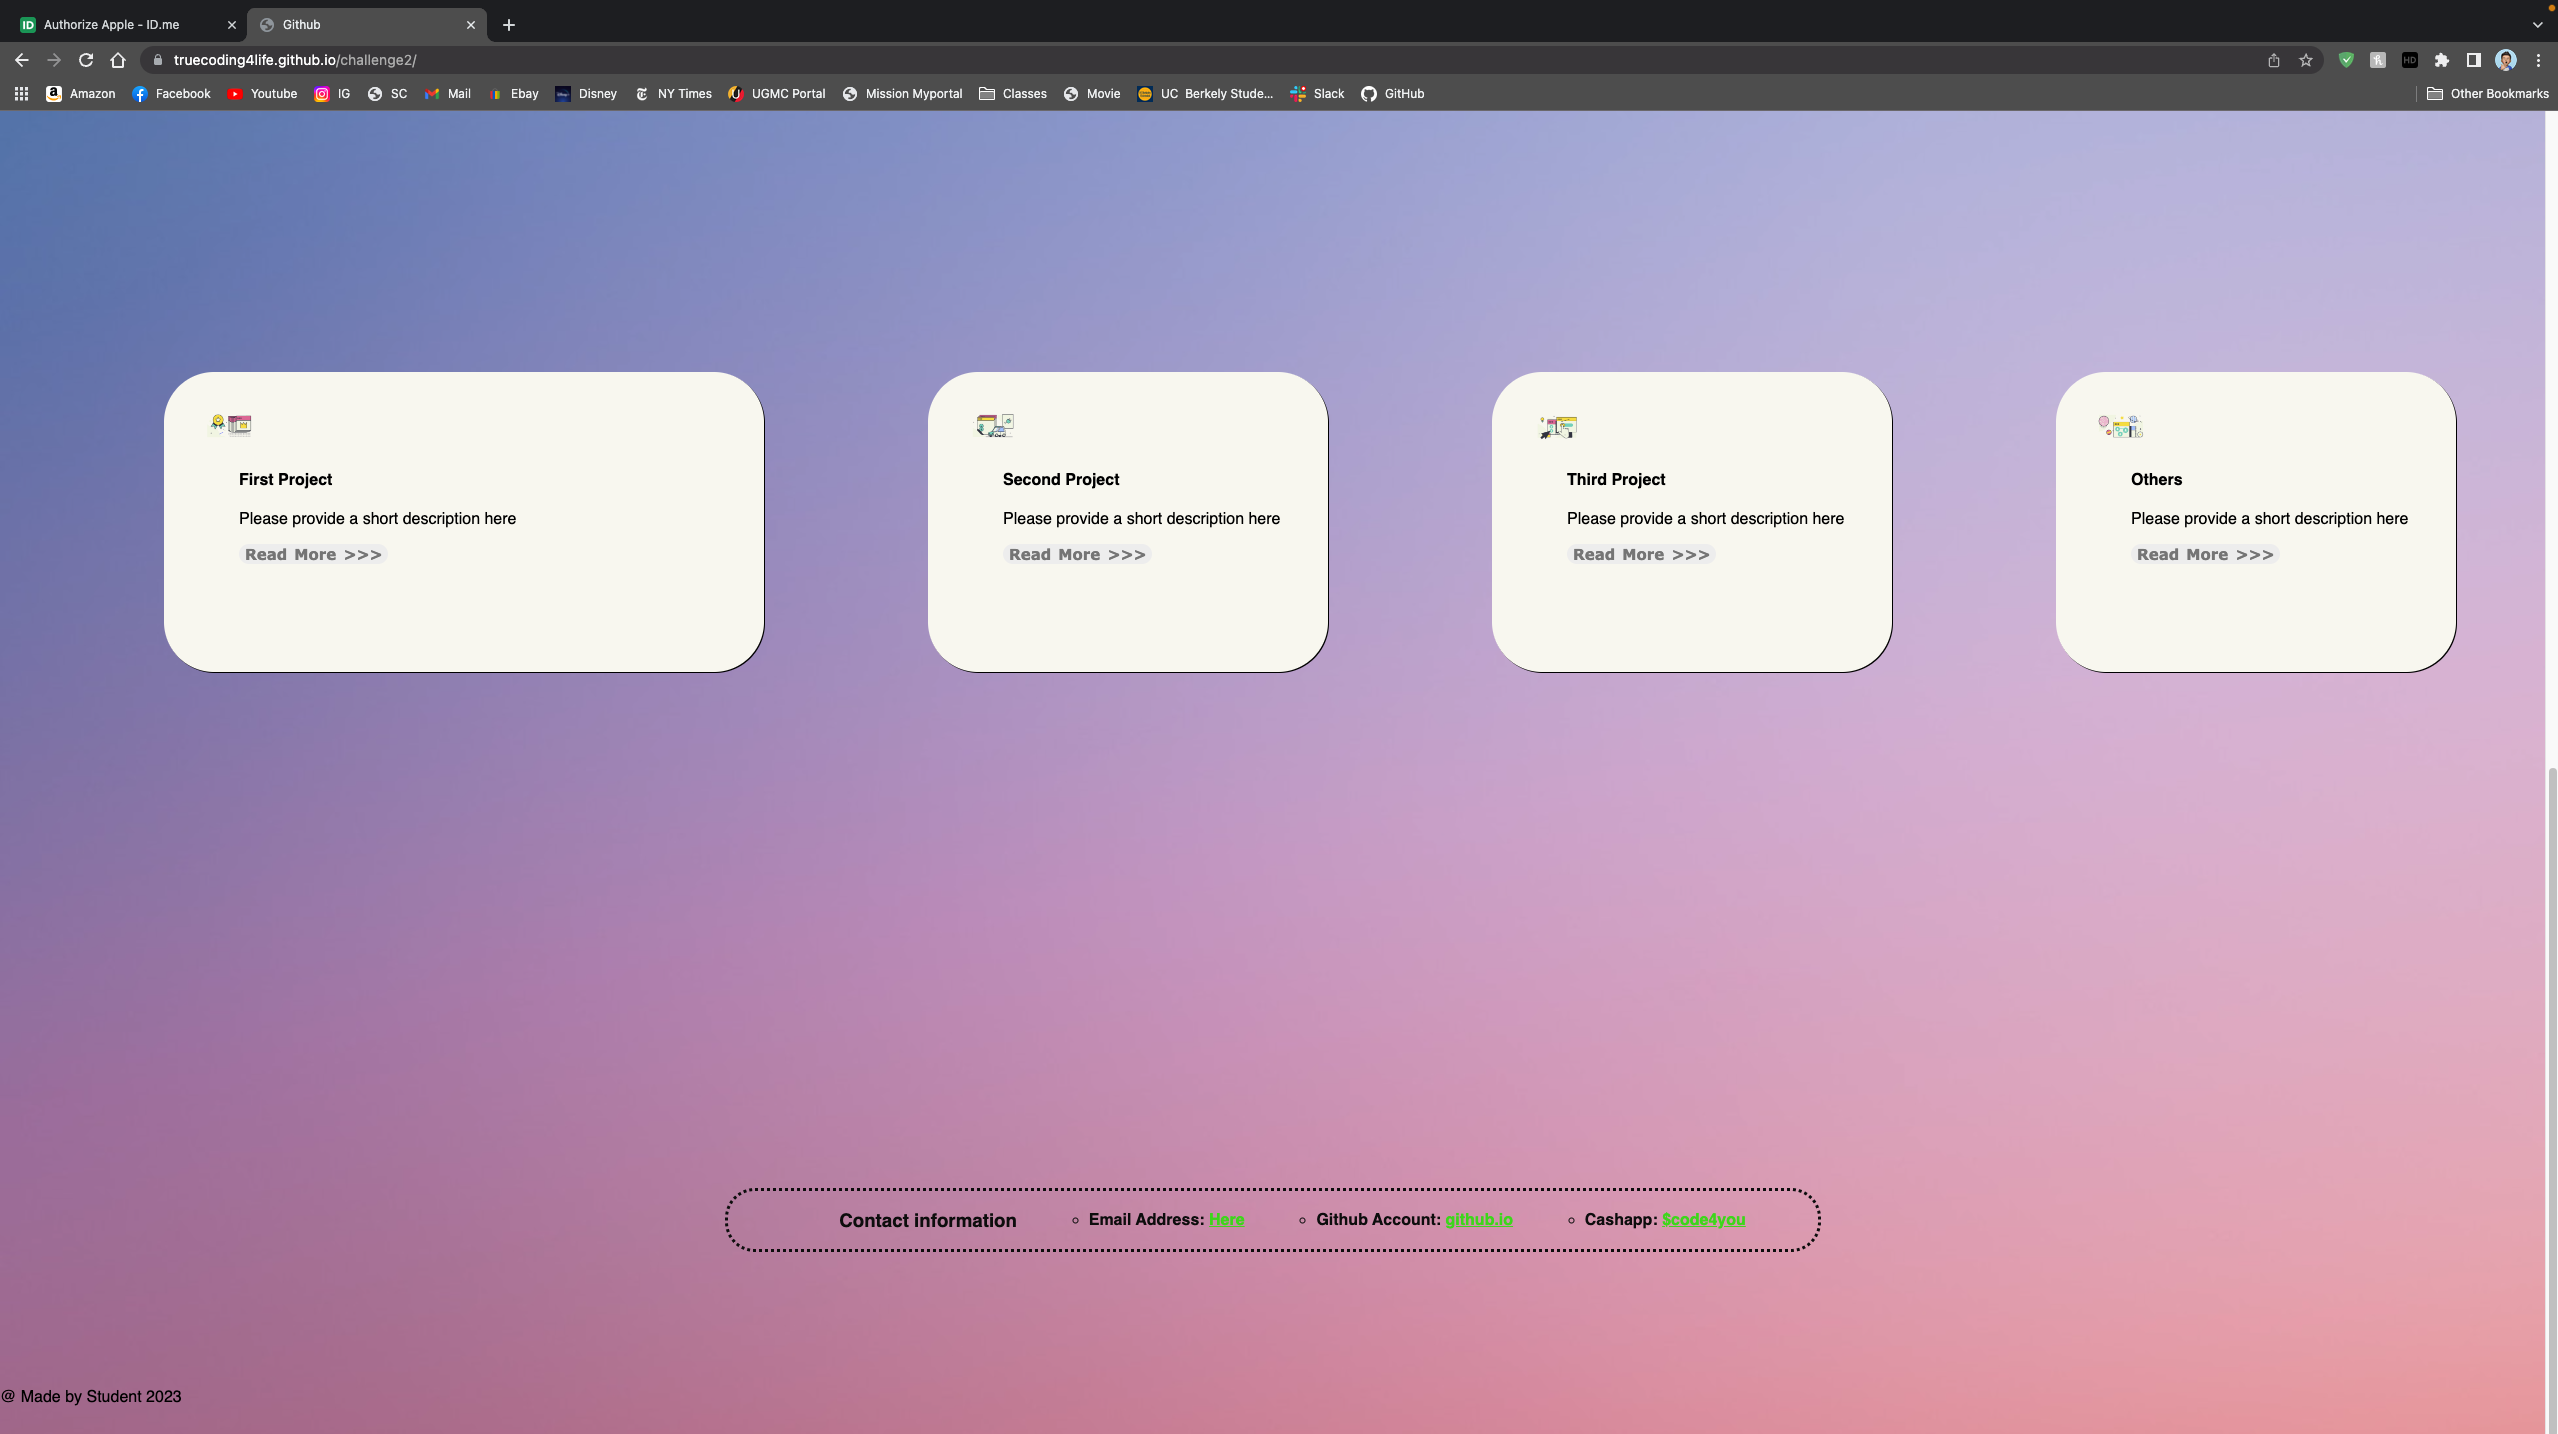 ID Authorize Apple - ID.me Github
truecoding4life.github.io/challenge2/ HD
Amazon Facebook Youtube IG SC Mail Ebay Disney NY Times UGMC Portal Mission Myportal Classes Movie UC Berkely Stude... Slack GitHub Other Bookmarks
First Project Second Project Third Project Others
Please provide a short description here Please provide a short description here Please provide a short description here Please provide a short description here
Read More >>> Read More >>> Read More >>> Read More >>>
Contact information Email Address: Here Github Account: github.io Cashapp: $code4you
@ Made by Student 2023